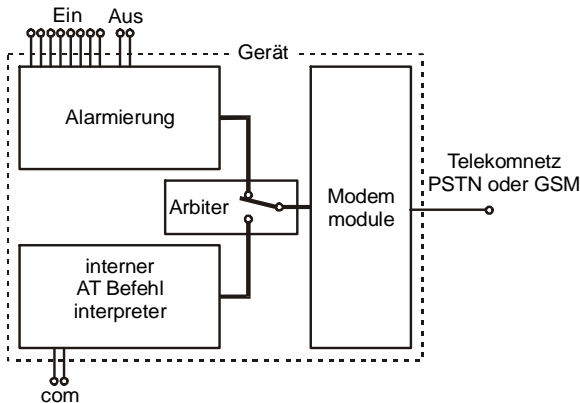 Ein Aus
Gerät
Alarmierung
Arbiter
Modem
module
Telekomnetz
PSTN oder GSM
interner
AT Befehl
interpreter
com